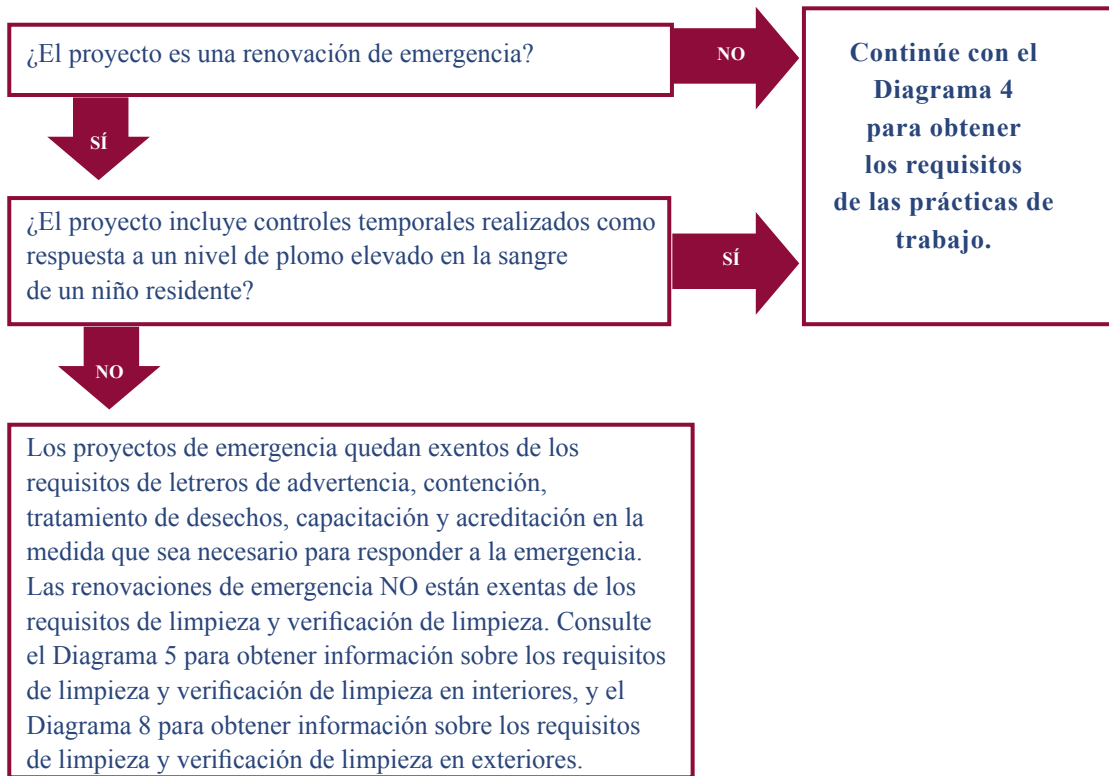 ¿El proyecto es una renovación de emergencia?
NO
SÍ
¿El proyecto incluye controles temporales realizados como
respuesta a un nivel de plomo elevado en la sangre
de un niño residente?
SÍ
NO
Continúe con el
Diagrama 4
para obtener
los requisitos
de las prácticas de
trabajo.
Los proyectos de emergencia quedan exentos de los
requisitos de letreros de advertencia, contención,
tratamiento de desechos, capacitación y acreditación en la
medida que sea necesario para responder a la emergencia.
Las renovaciones de emergencia NO están exentas de los
requisitos de limpieza y verificación de limpieza. Consulte
el Diagrama 5 para obtener información sobre los requisitos
de limpieza y verificación de limpieza en interiores, y el
Diagrama 8 para obtener información sobre los requisitos
de limpieza y verificación de limpieza en exteriores.